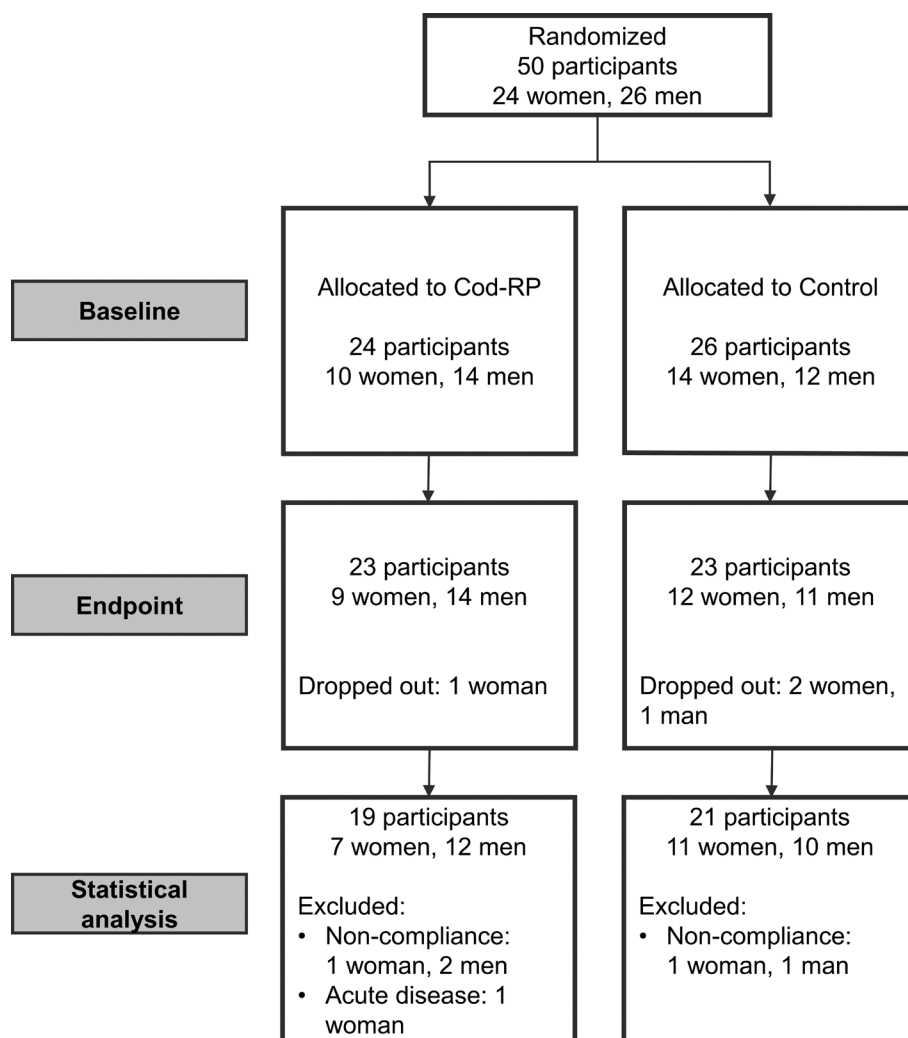 Randomized
50 participants
24 women, 26 men
Baseline
Allocated to Cod-RP
24 participants
10 women, 14 men
Allocated to Control
26 participants
14 women, 12 men
Endpoint
23 participants
9 women, 14 men
Dropped out: 1 woman
23 participants
12 women, 11 men
Dropped out: 2 women,
1 man
Statistical
analysis
19 participants
7 women, 12 men
Excluded:
• Non-compliance:
1 woman, 2 men
• Acute disease: 1
woman
21 participants
11 women, 10 men
Excluded:
• Non-compliance:
1 woman, 1 man